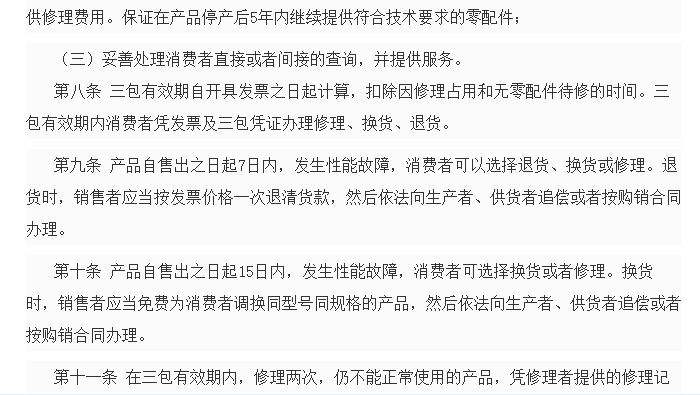 供修理费用。保证在产品停产后5年内继续提供符合技术要求的零配件；
（三）妥善处理消费者直接或者间接的查询，并提供服务。
第八条 三包有效期自开具发票之日起计算，扣除因修理占用和无零配件待修的时间。三
包有效期内消费者凭发票及三包凭证办理修理、换货、退货。
第九条 产品自售出之日起7日内，发生性能故障，消费者可以选择退货、换货或修理。退
货时，销售者应当按发票价格一次退清货款，然后依法向生产者、供货者追偿或者按购销合同
办理。
第十条 产品自售出之日起15日内，发生性能故障，消费者可选择换货或者修理。换货
时，销售者应当免费为消费者调换同型号同规格的产品，然后依法向生产者、供货者追偿或者
按购销合同办理。
第十一条 在三包有效期内，修理两次，仍不能正常使用的产品，凭修理者提供的修理记